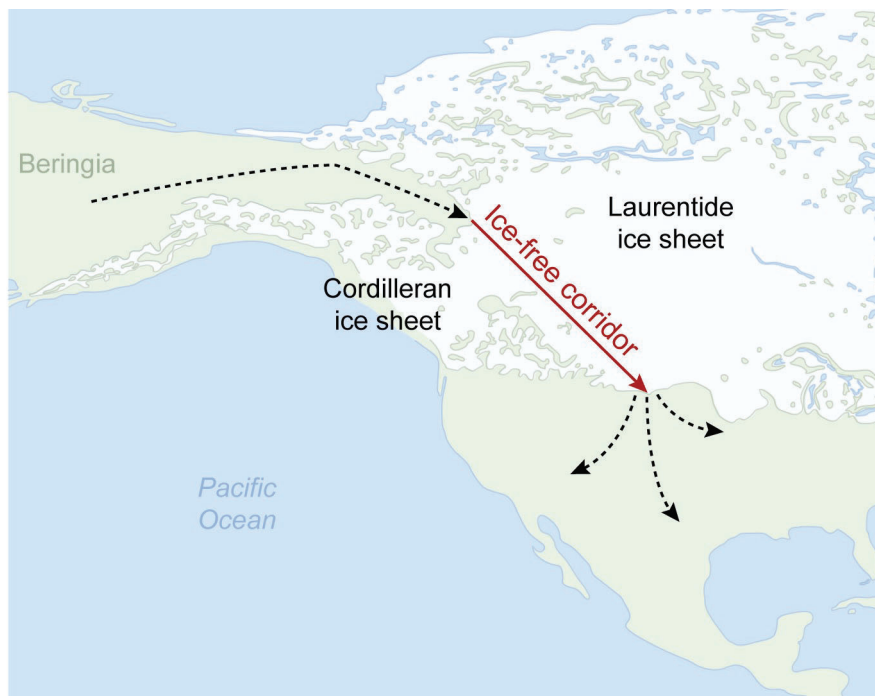 Beringia
Laurentide
ice sheet
Ice-free corridor
Cordilleran
ice sheet
Pacific
Ocean